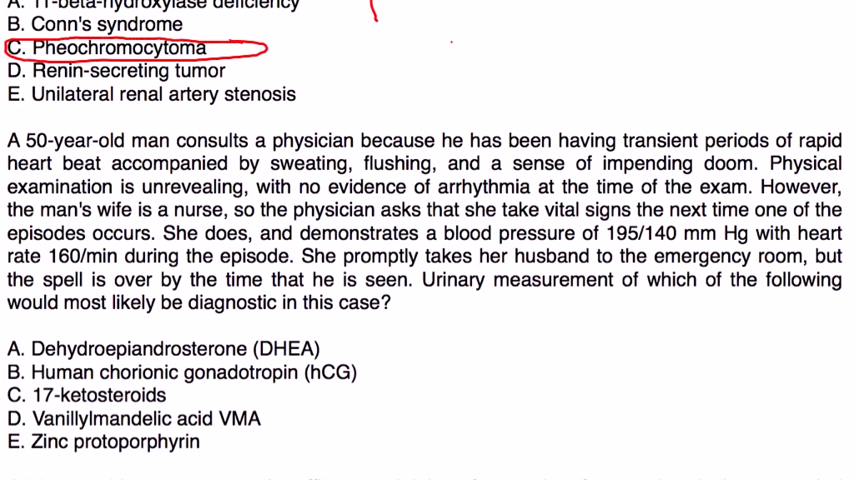 A. 11-beta-hydroxylase deficiency
B. Conn's syndrome
C. Pheochromocytoma
D. Renin-secreting tumor
E. Unilateral renal artery stenosis
A 50-year-old man consults a physician because he has been having transient periods of rapid
heart beat accompanied by sweating, flushing, and a sense of impending doom. Physical
examination is unrevealing, with no evidence of arrhythmia at the time of the exam. However,
the man's wife is a nurse, so the physician asks that she take vital signs the next time one of the
episodes occurs. She does, and demonstrates a blood pressure of 195/140 mm Hg with heart
rate 160/min during the episode. She promptly takes her husband to the emergency room, but
the spell is over by the time that he is seen. Urinary measurement of which of the following
would most likely be diagnostic in this case?
A. Dehydroepiandrosterone (DHEA)
B. Human chorionic gonadotropin (hCG)
C. 17-ketosteroids
D. Vanillylmandelic acid VMA
E. Zinc protoporphyrin